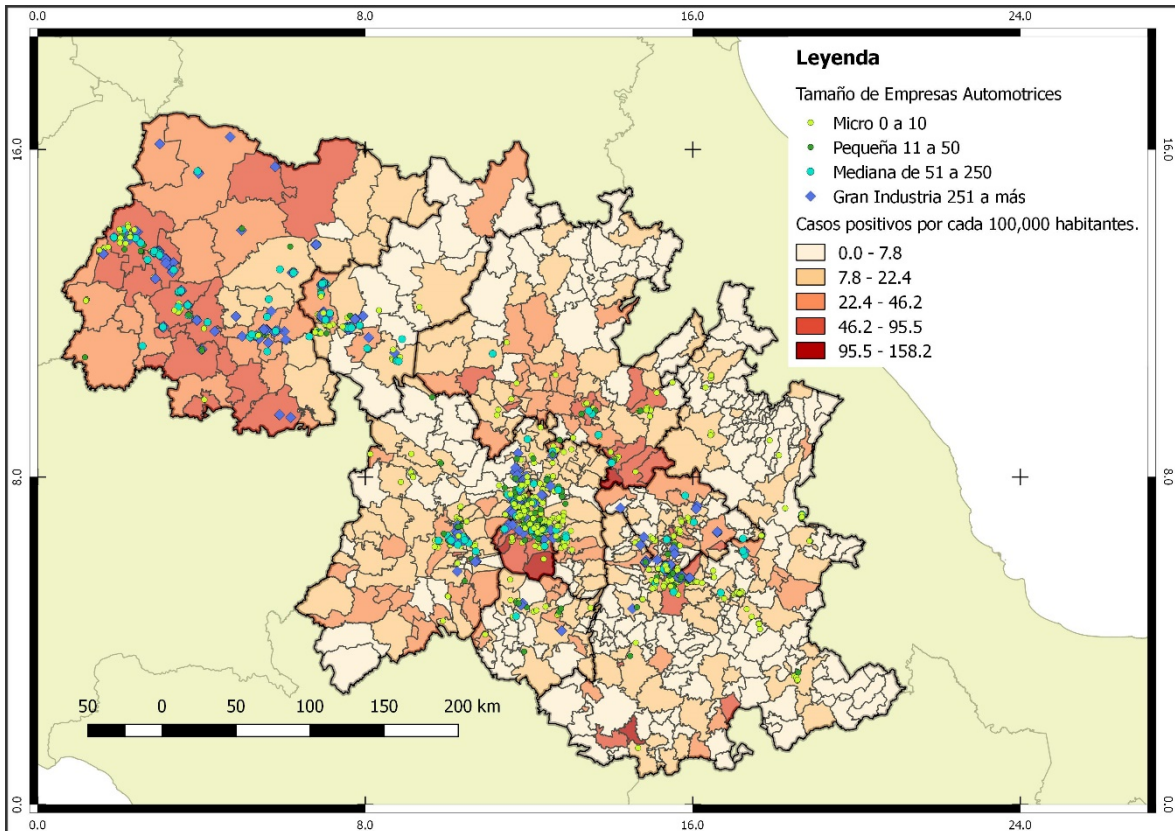 0.0 8.0 16.0 24.0
Leyenda
Tamaño de Empresas Automotrices
Micro 0 a 10
Pequeña 11 a 50
Mediana de 51 a 250
Gran Industria 251 a más
Casos positivos por cada 100,000 habitantes.
0.0 - 7.8
7.8 - 22.4
22.4 - 46.2
46.2 - 95.5
95.5 - 158.2
16.0 16.0
8.0 8.0
50 0 50 100 150 200 km
0.0 0.0
0.0 8.0 16.0 24.0